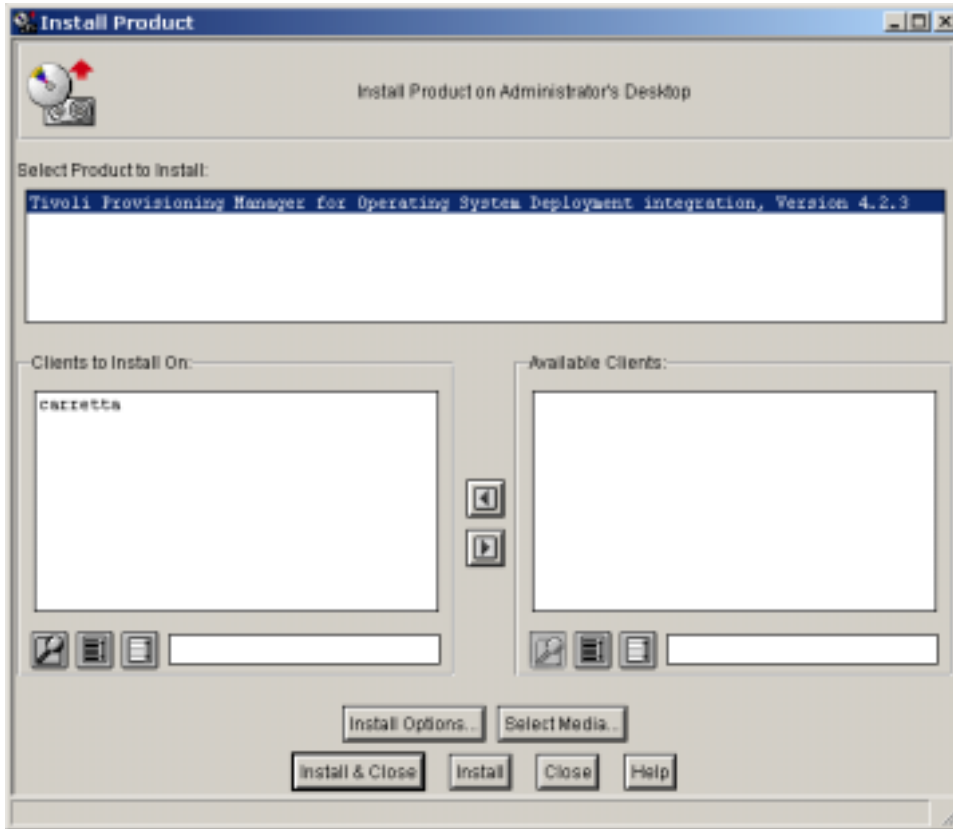 Install Product
Install Product on Administrator's Desktop
Select Product to Install:
Tivoli Provisioning Manager for Operating System Deployment integration, Version 4.2.3
Clients to Install On:
Available Clients:
carretta
Install Options...
Select Media...
Install & Close
Install
Close
Help